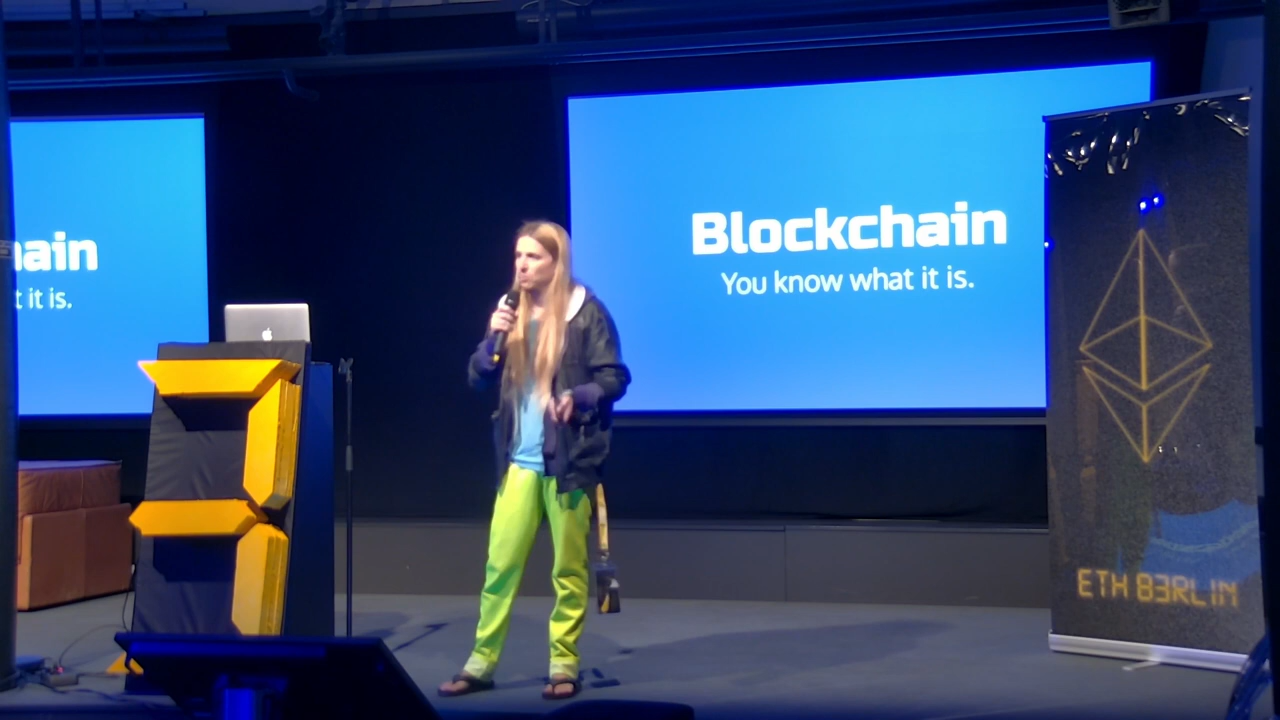 ain
t it is.
Blockchain
You know what it is.
ETH B3RLIN